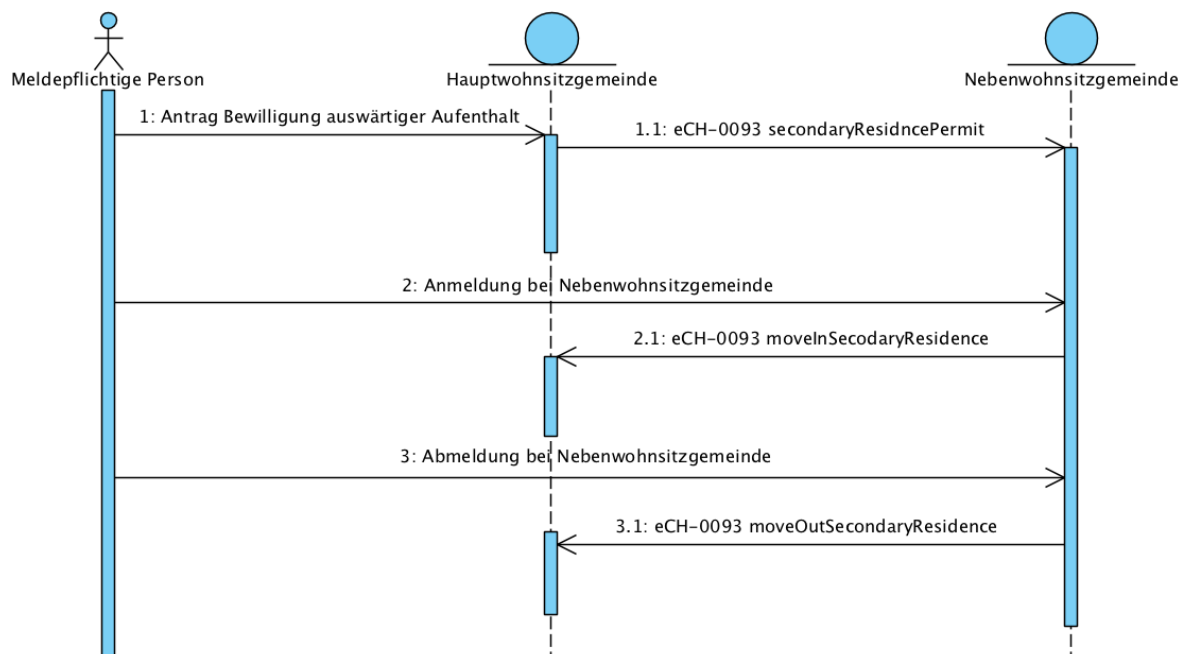 Meldepflichtige Person
Hauptwohnsitzgemeinde
Nebenwohnsitzgemeinde
1: Antrag Bewilligung auswärtiger Aufenthalt
1.1: eCH-0093 secondaryResidncePermit
2: Anmeldung bei Nebenwohnsitzgemeinde
2.1: eCH-0093 moveInSecodaryResidence
3: Abmeldung bei Nebenwohnsitzgemeinde
3.1: eCH-0093 moveOutSecondaryResidence